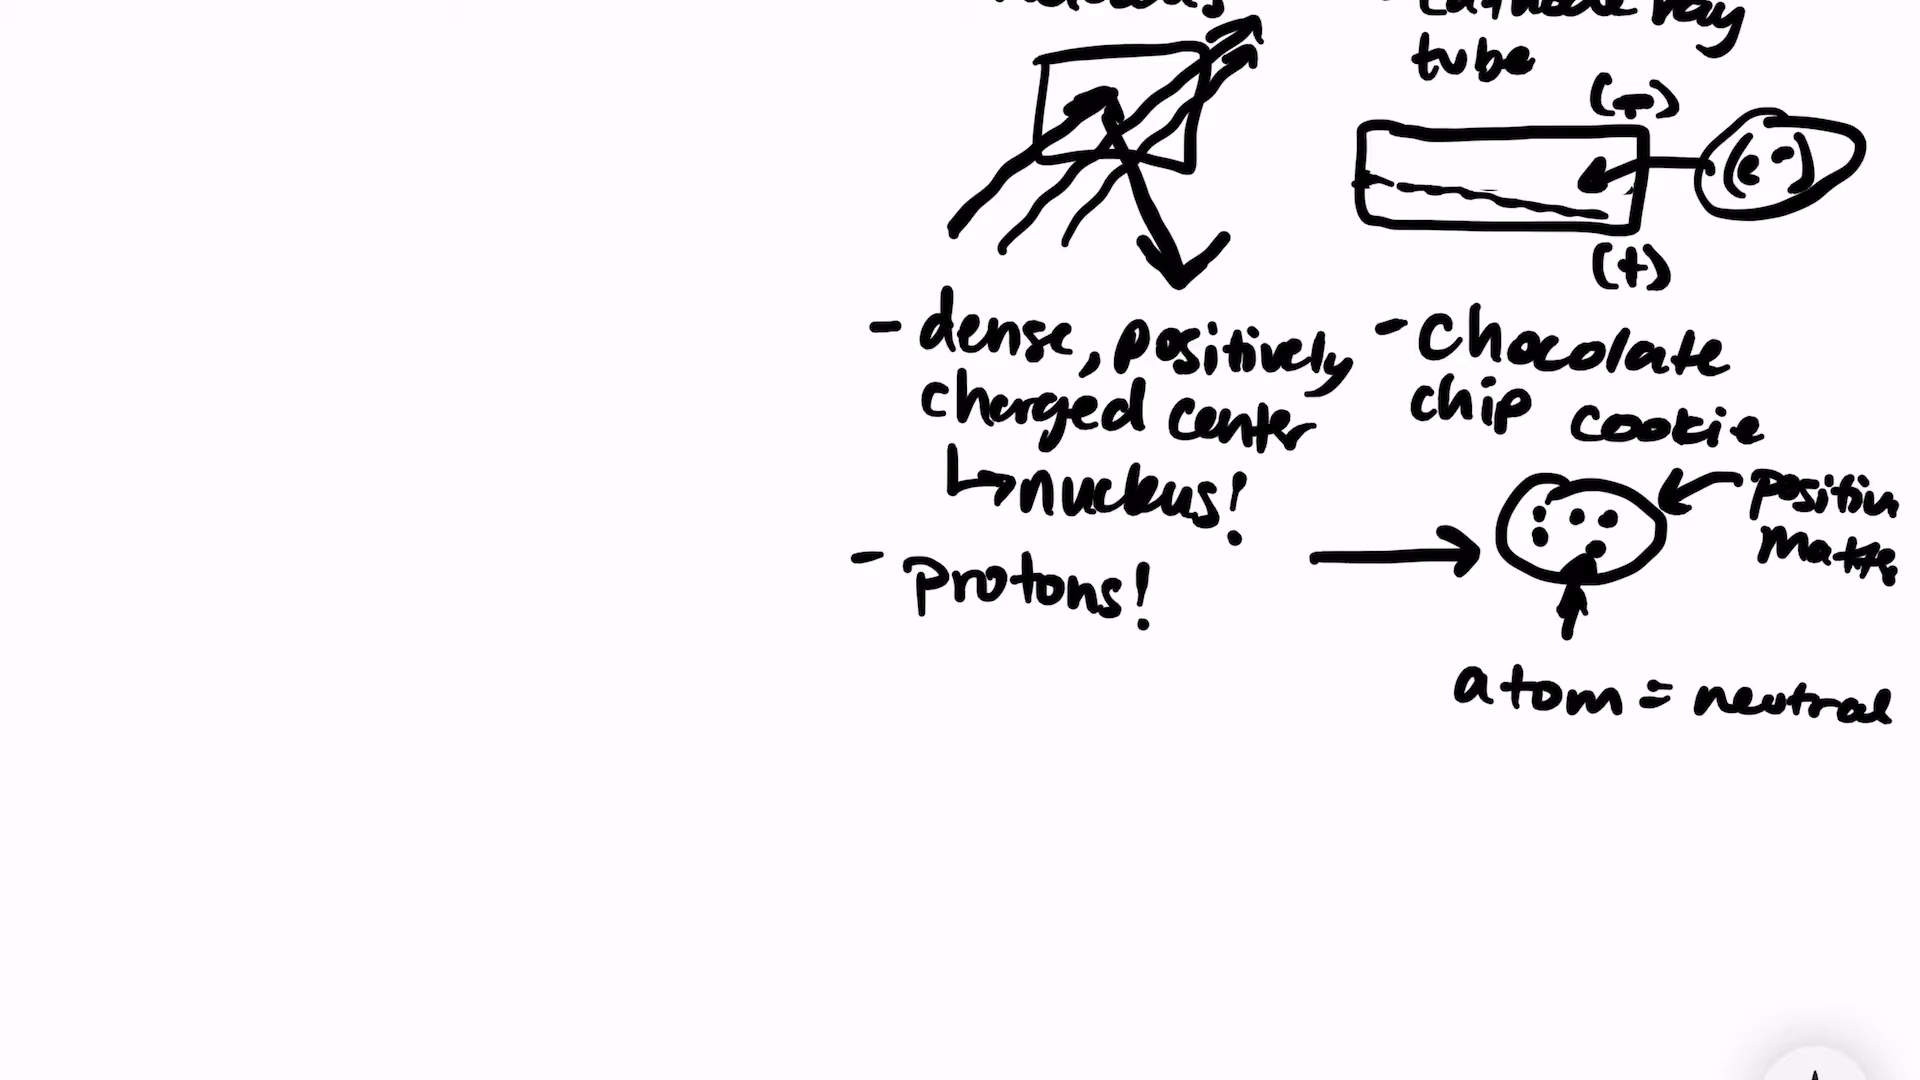 tube
(-)
(e-)
(+)
- dense, positively
charged center
↳ nucleus!
- protons!
- Chocolate
chip cookie
atom = neutral